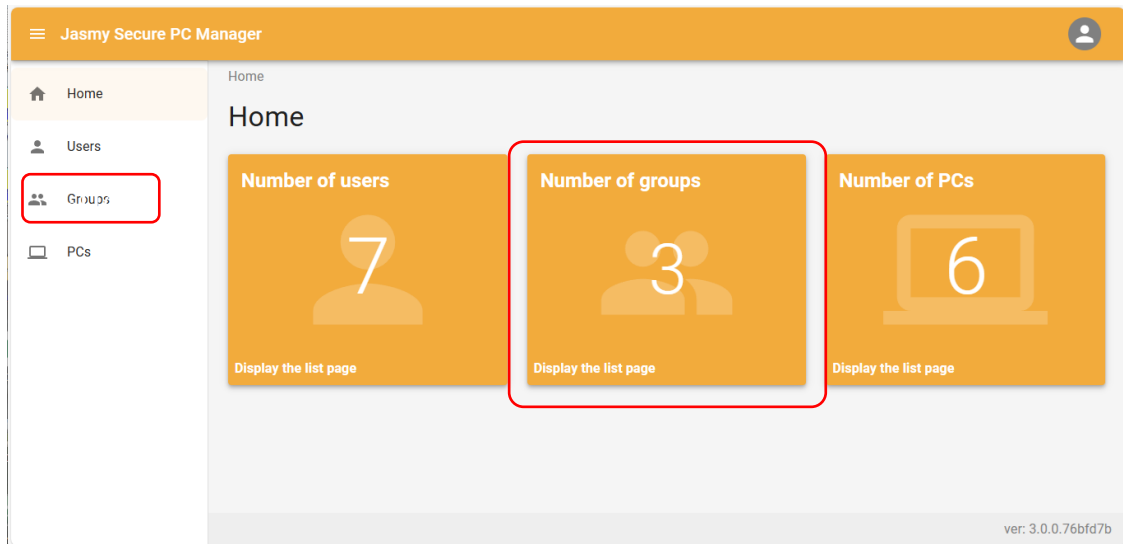 Jasmy Secure PC Manager
Home
Users
Groups
PCs
Home
Home
Number of users
7
Display the list page
Number of groups
3
Display the list page
Number of PCs
6
Display the list page
ver: 3.0.0.76bfd7b